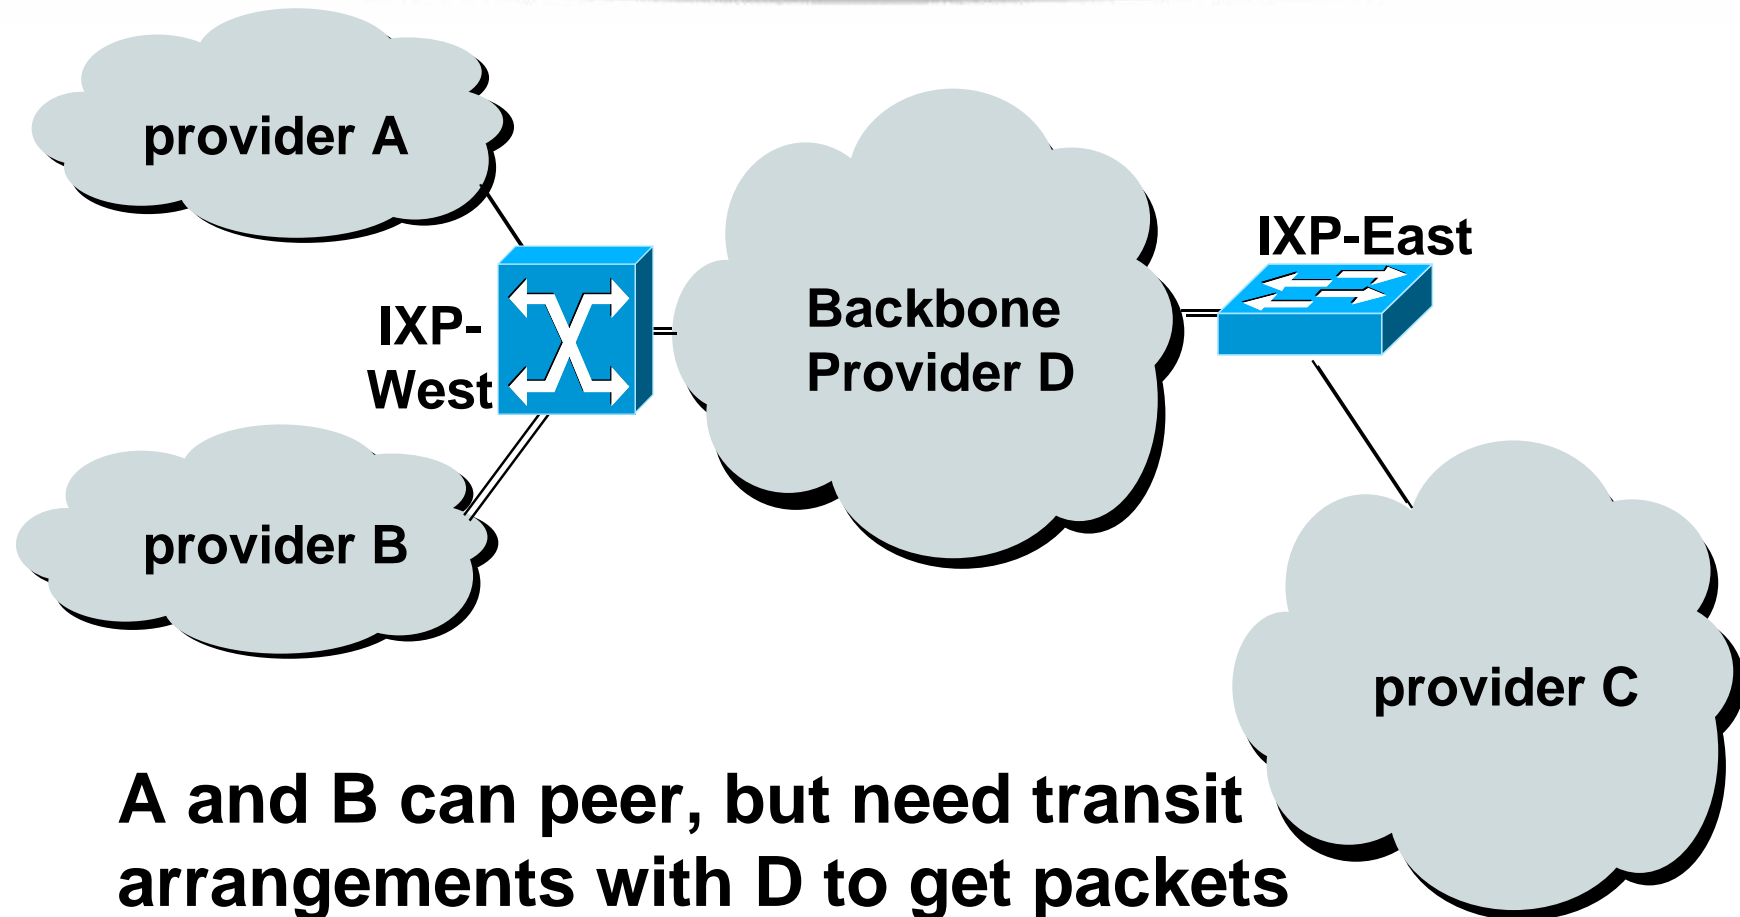 provider A
IXP-East
Backbone
Provider D
IXP-
West
provider B
provider C
A and B can peer, but need transit
arrangements with D to get packets